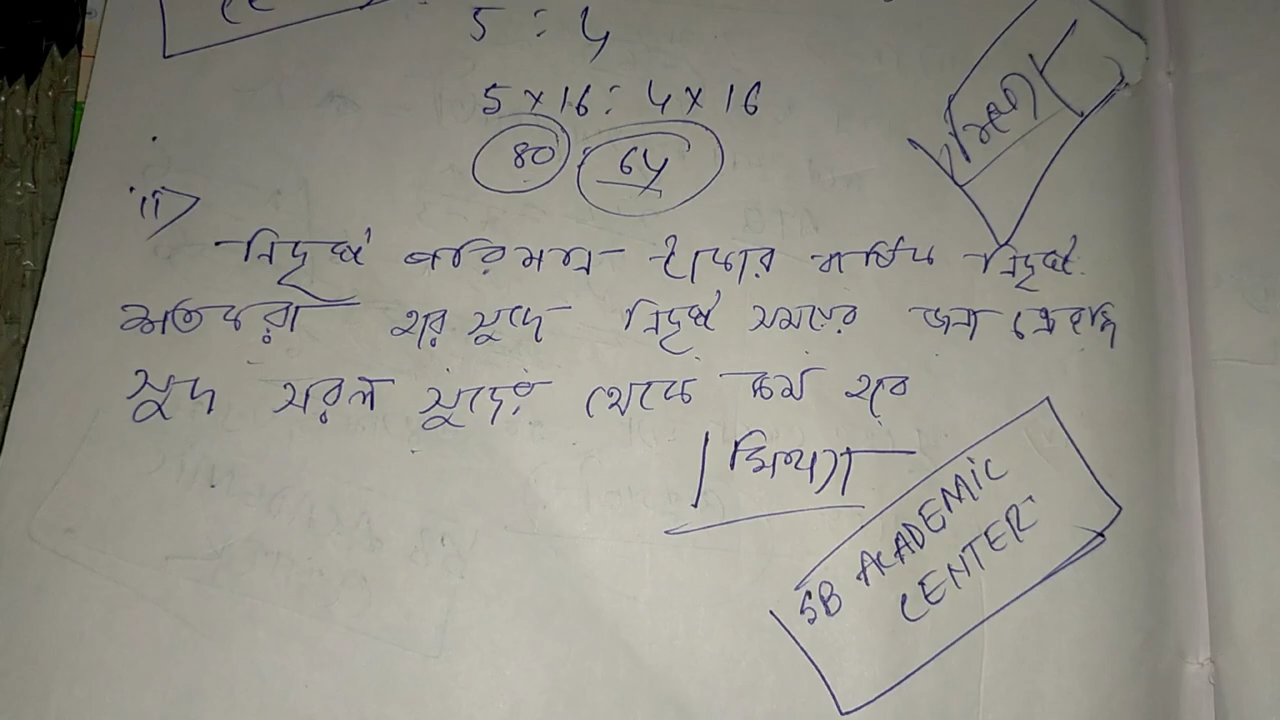 5 : 4
5 × 16 : 4 × 16
80 : 64
ii)
নির্দিষ্ট পরিমান টাকার বার্ষিক নির্দিষ্ট
শতকরা হার সুদে নির্দিষ্ট সময়ের জন্য চক্রবৃদ্ধি
সুদ সরল সুদের থেকে কম হবে
মিথ্যা
SB ACADEMIC
CENTER